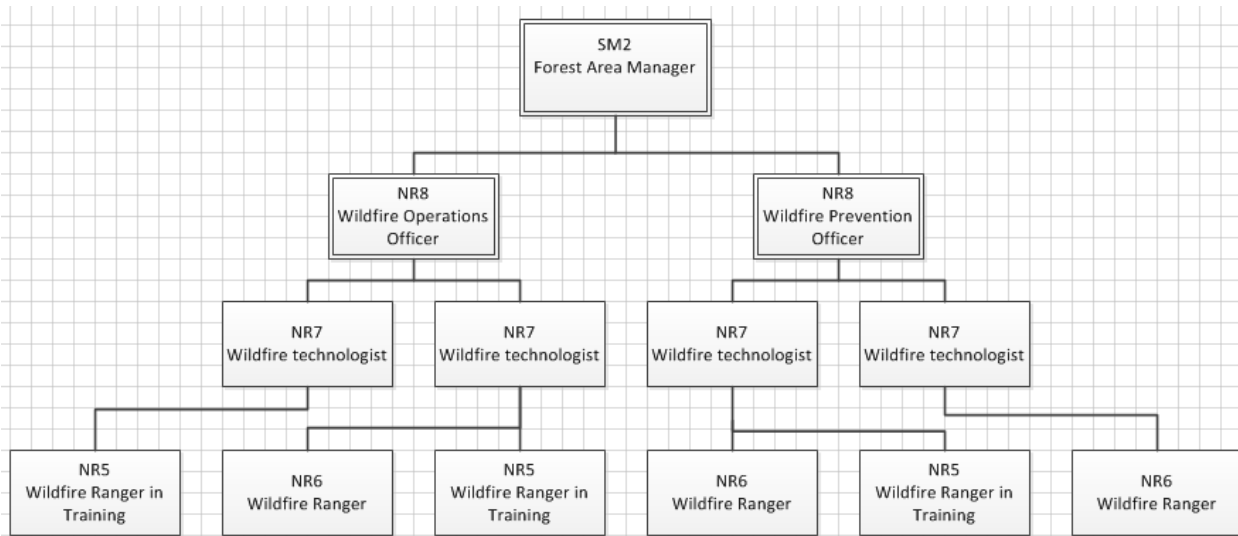 SM2
Forest Area Manager
NR8
Wildfire Operations
Officer
NR8
Wildfire Prevention
Officer
NR7
Wildfire technologist
NR7
Wildfire technologist
NR7
Wildfire technologist
NR7
Wildfire technologist
NR5
Wildfire Ranger in
Training
NR6
Wildfire Ranger
NR5
Wildfire Ranger in
Training
NR6
Wildfire Ranger
NR5
Wildfire Ranger in
Training
NR6
Wildfire Ranger